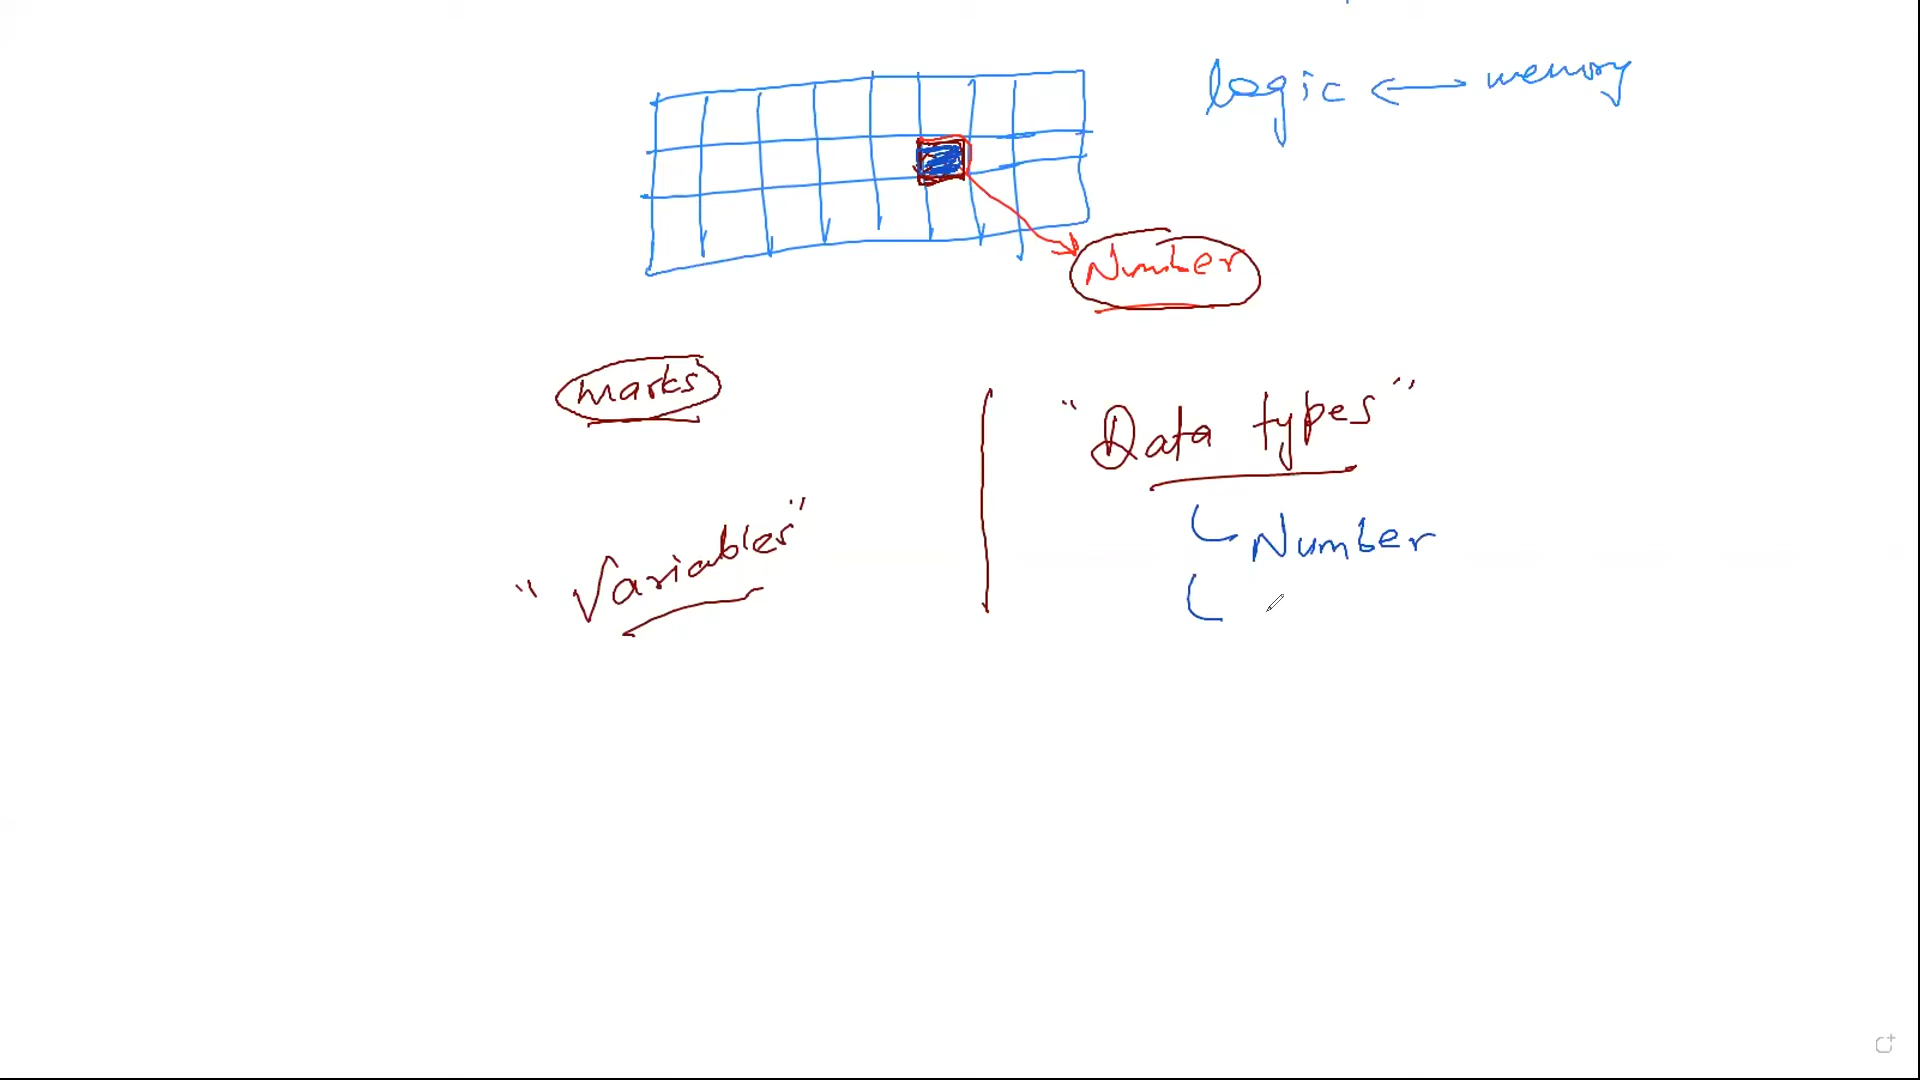 logic ⟷ memory
Number
marks
"Data types"
Number
"Variables"